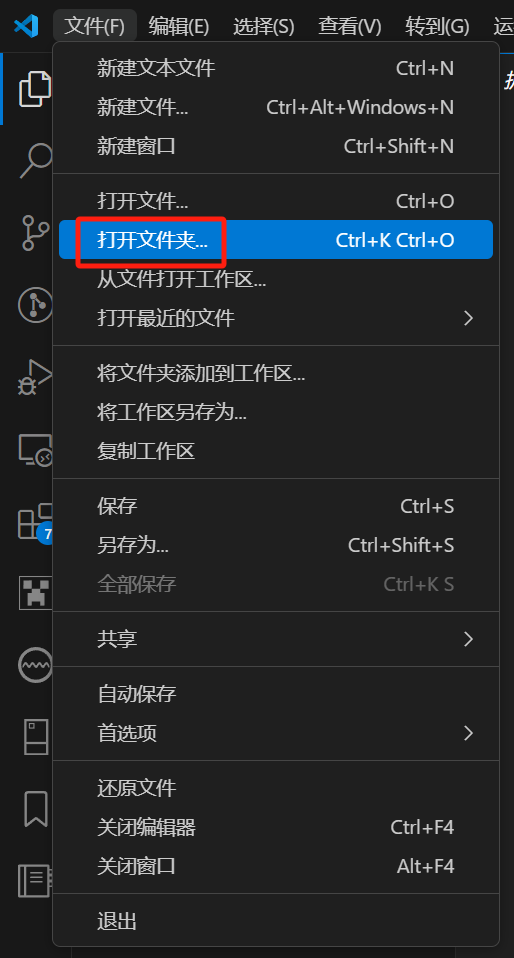 文件(F) 编辑(E) 选择(S) 查看(V) 转到(G)
新建文本文件 Ctrl+N
新建文件... Ctrl+Alt+Windows+N
新建窗口 Ctrl+Shift+N
打开文件... Ctrl+O
打开文件夹... Ctrl+K Ctrl+O
从文件打开工作区...
打开最近的文件
将文件夹添加到工作区...
将工作区另存为...
复制工作区
保存 Ctrl+S
另存为... Ctrl+Shift+S
7
全部保存 Ctrl+K S
共享
自动保存
首选项
还原文件
关闭编辑器 Ctrl+F4
关闭窗口 Alt+F4
退出